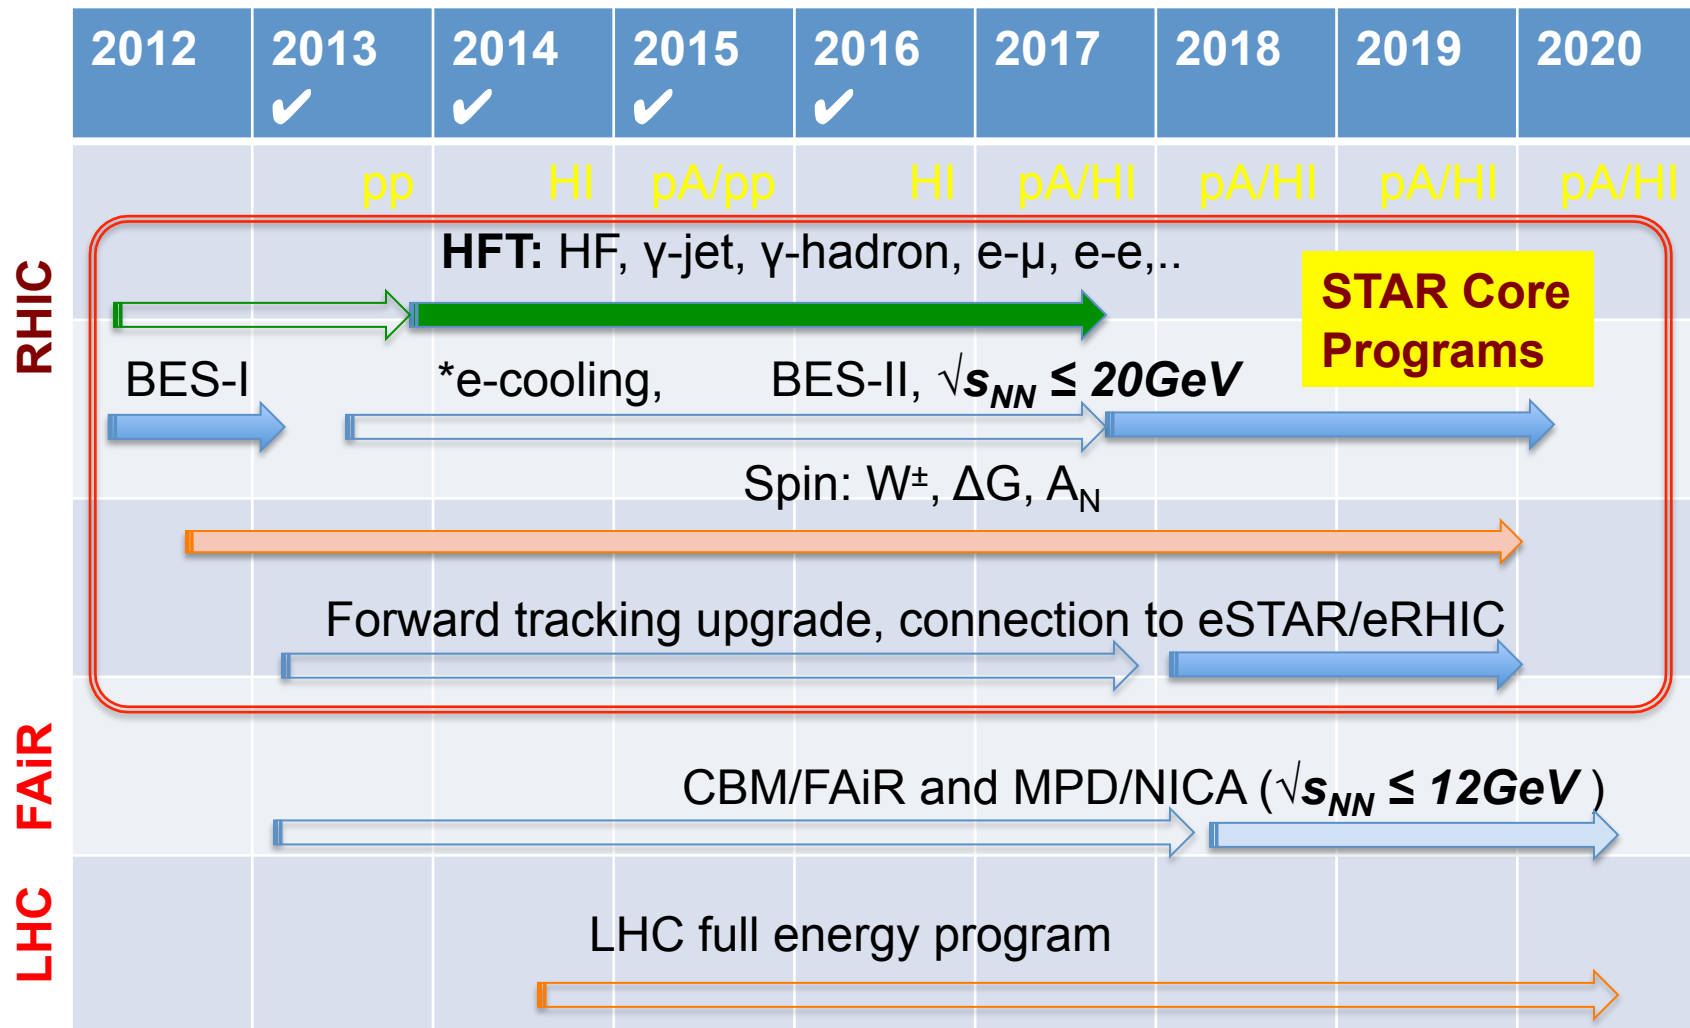 2012 2013 2014 2015 2016 2017 2018 2019 2020
✔ ✔ ✔ ✔
pp HI pA/pp HI pA/HI pA/HI pA/HI pA/HI
RHIC
HFT: HF, γ-jet, γ-hadron, e-μ, e-e,..
STAR Core
Programs
BES-I *e-cooling, BES-II, √sNN ≤ 20GeV
Spin: W±, ΔG, AN
Forward tracking upgrade, connection to eSTAR/eRHIC
FAiR
CBM/FAiR and MPD/NICA (√sNN ≤ 12GeV )
LHC
LHC full energy program